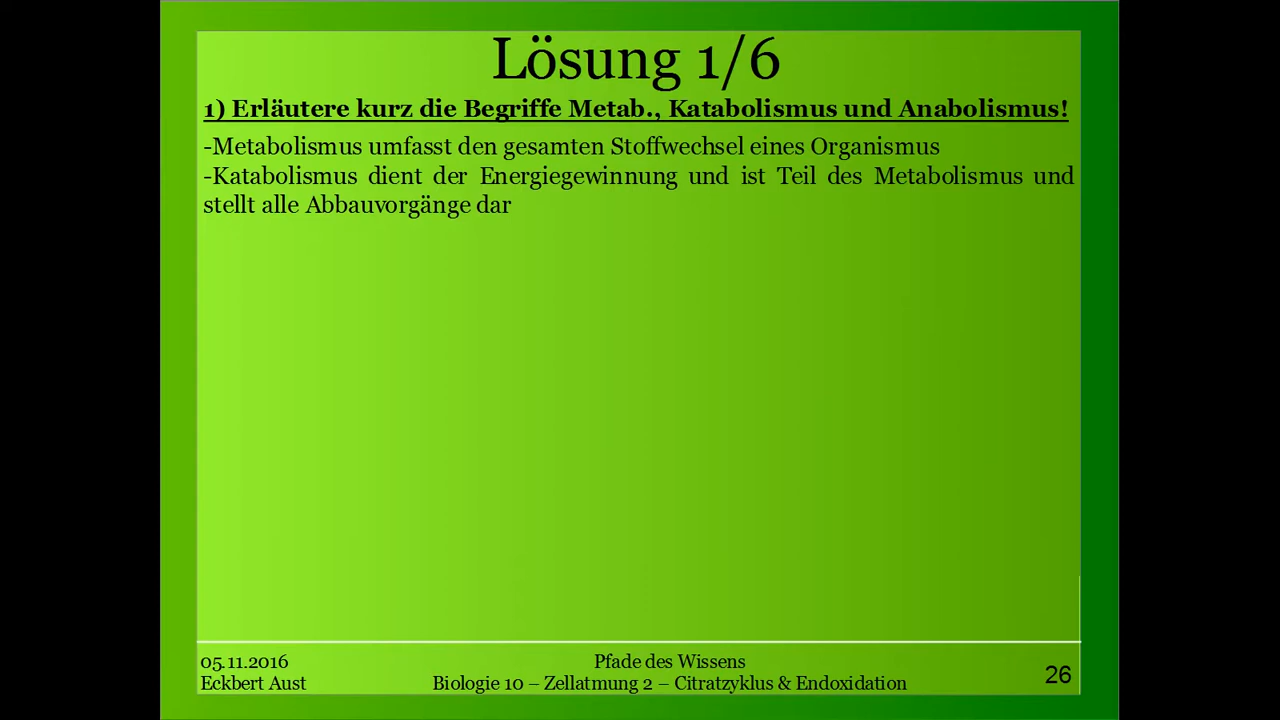 Lösung 1/6
1) Erläutere kurz die Begriffe Metab., Katabolismus und Anabolismus!
-Metabolismus umfasst den gesamten Stoffwechsel eines Organismus
-Katabolismus dient der Energiegewinnung und ist Teil des Metabolismus und
stellt alle Abbauvorgänge dar
05.11.2016
Eckbert Aust
Pfade des Wissens
Biologie 10 – Zellatmung 2 – Citratzyklus & Endoxidation
26